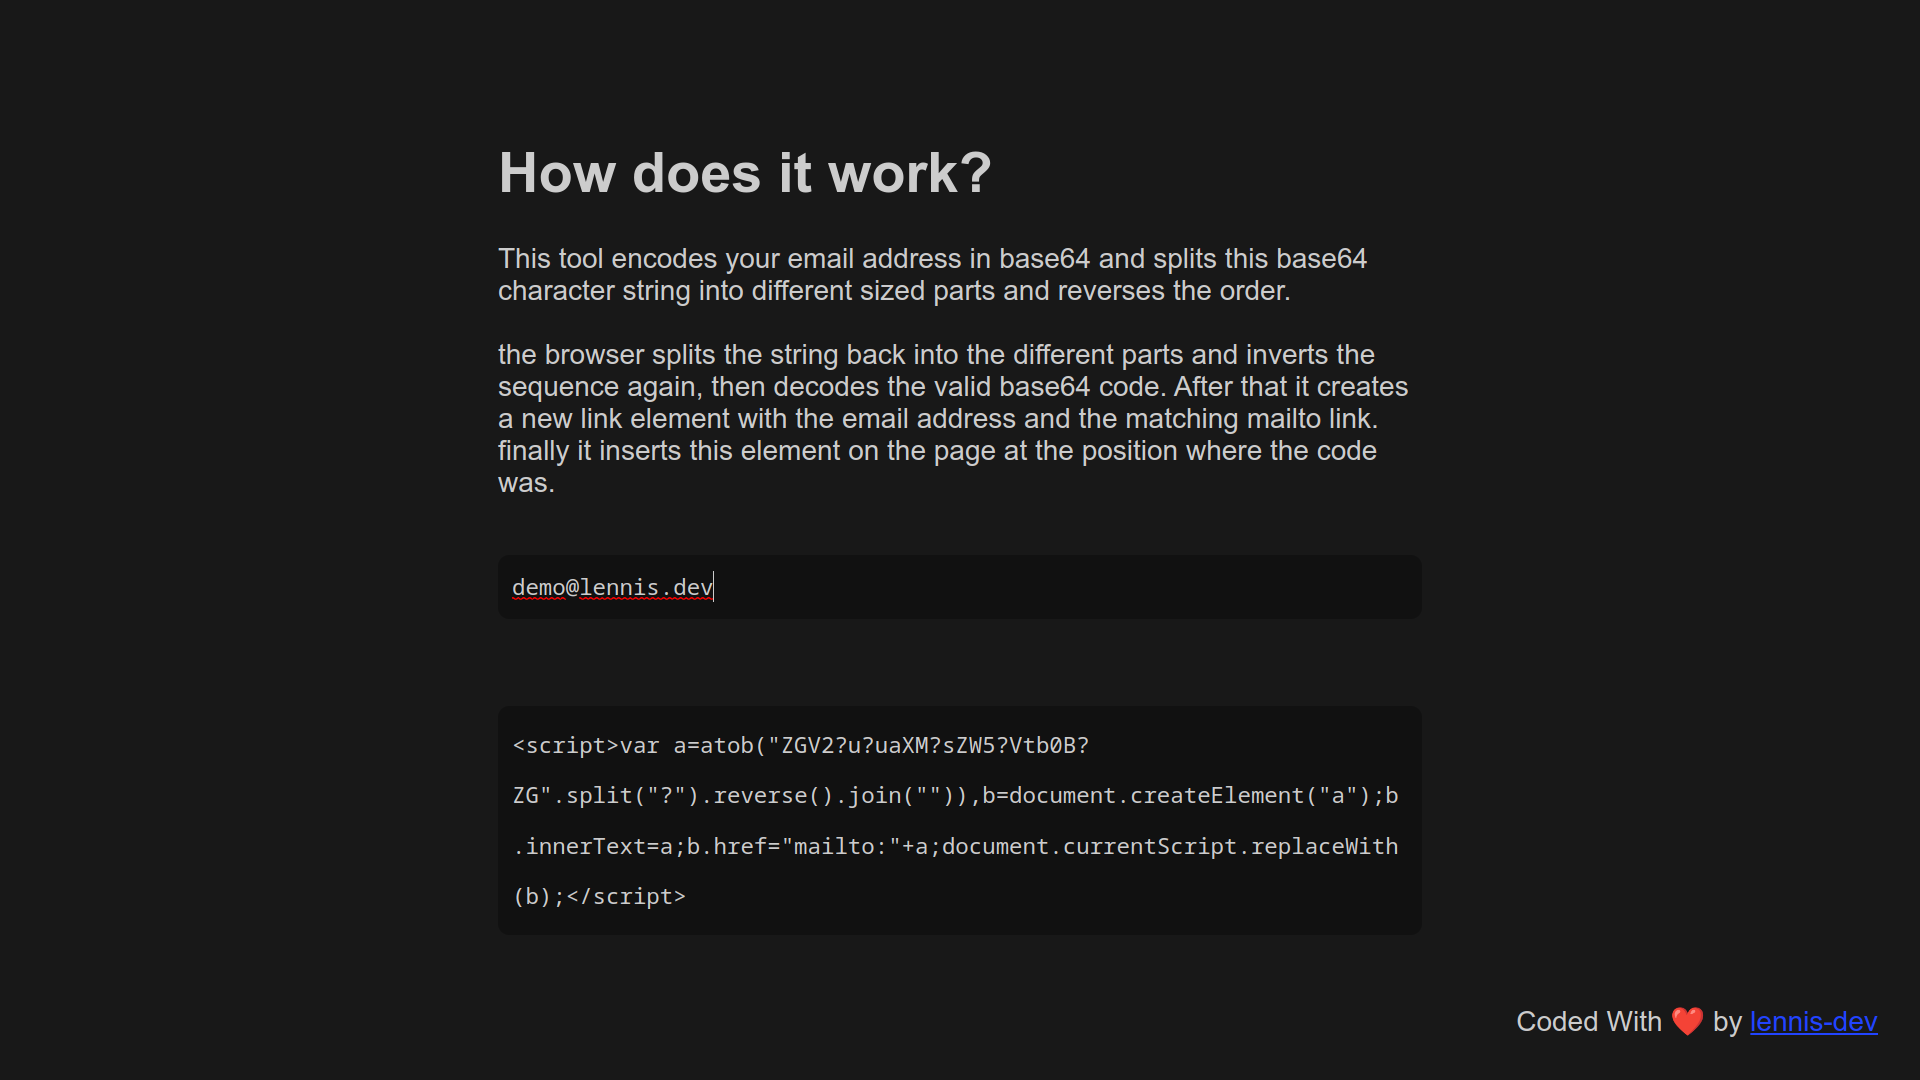 How does it work?
This tool encodes your email address in base64 and splits this base64
character string into different sized parts and reverses the order.
the browser splits the string back into the different parts and inverts the
sequence again, then decodes the valid base64 code. After that it creates
a new link element with the email address and the matching mailto link.
finally it inserts this element on the page at the position where the code
was.
demo@lennis.dev
<script>var a=atob("ZGV2?u?uaXM?sZW5?Vtb0B?
ZG".split("?").reverse().join("")),b=document.createElement("a");b
.innerText=a;b.href="mailto:"+a;document.currentScript.replaceWith
(b);</script>
Coded With ❤️ by lennis-dev